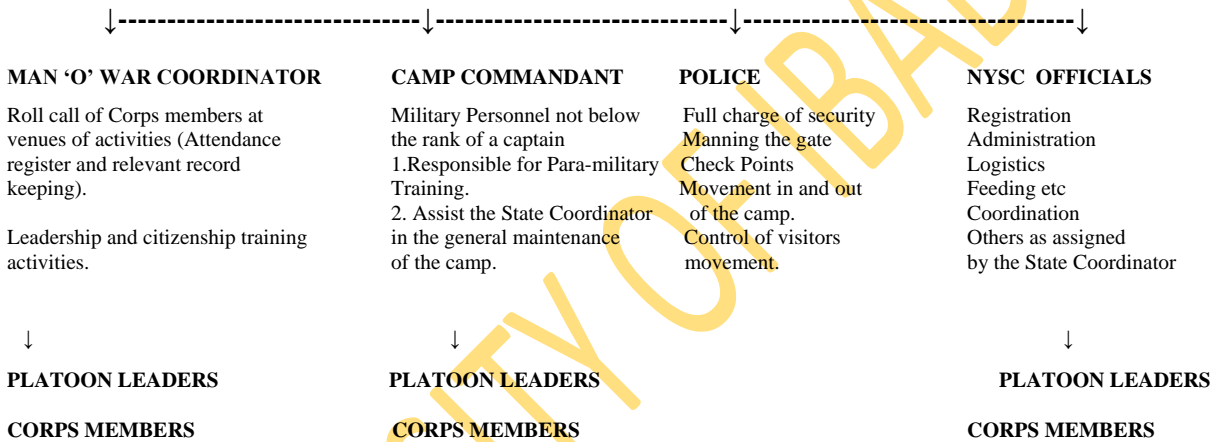 ↓------------------------------↓-----------------------------↓---------------------------------↓
MAN ‘O’ WAR COORDINATOR
Roll call of Corps members at
venues of activities (Attendance
register and relevant record
keeping).
Leadership and citizenship training
activities.
↓
PLATOON LEADERS
CORPS MEMBERS
CAMP COMMANDANT
Military Personnel not below
the rank of a captain
1.Responsible for Para-military
Training.
2. Assist the State Coordinator
in the general maintenance
of the camp.
↓
PLATOON LEADERS
CORPS MEMBERS
POLICE
Full charge of security
Manning the gate
Check Points
Movement in and out
of the camp.
Control of visitors
movement.
NYSC OFFICIALS
Registration
Administration
Logistics
Feeding etc
Coordination
Others as assigned
by the State Coordinator
↓
PLATOON LEADERS
CORPS MEMBERS
SITY OF IBAD